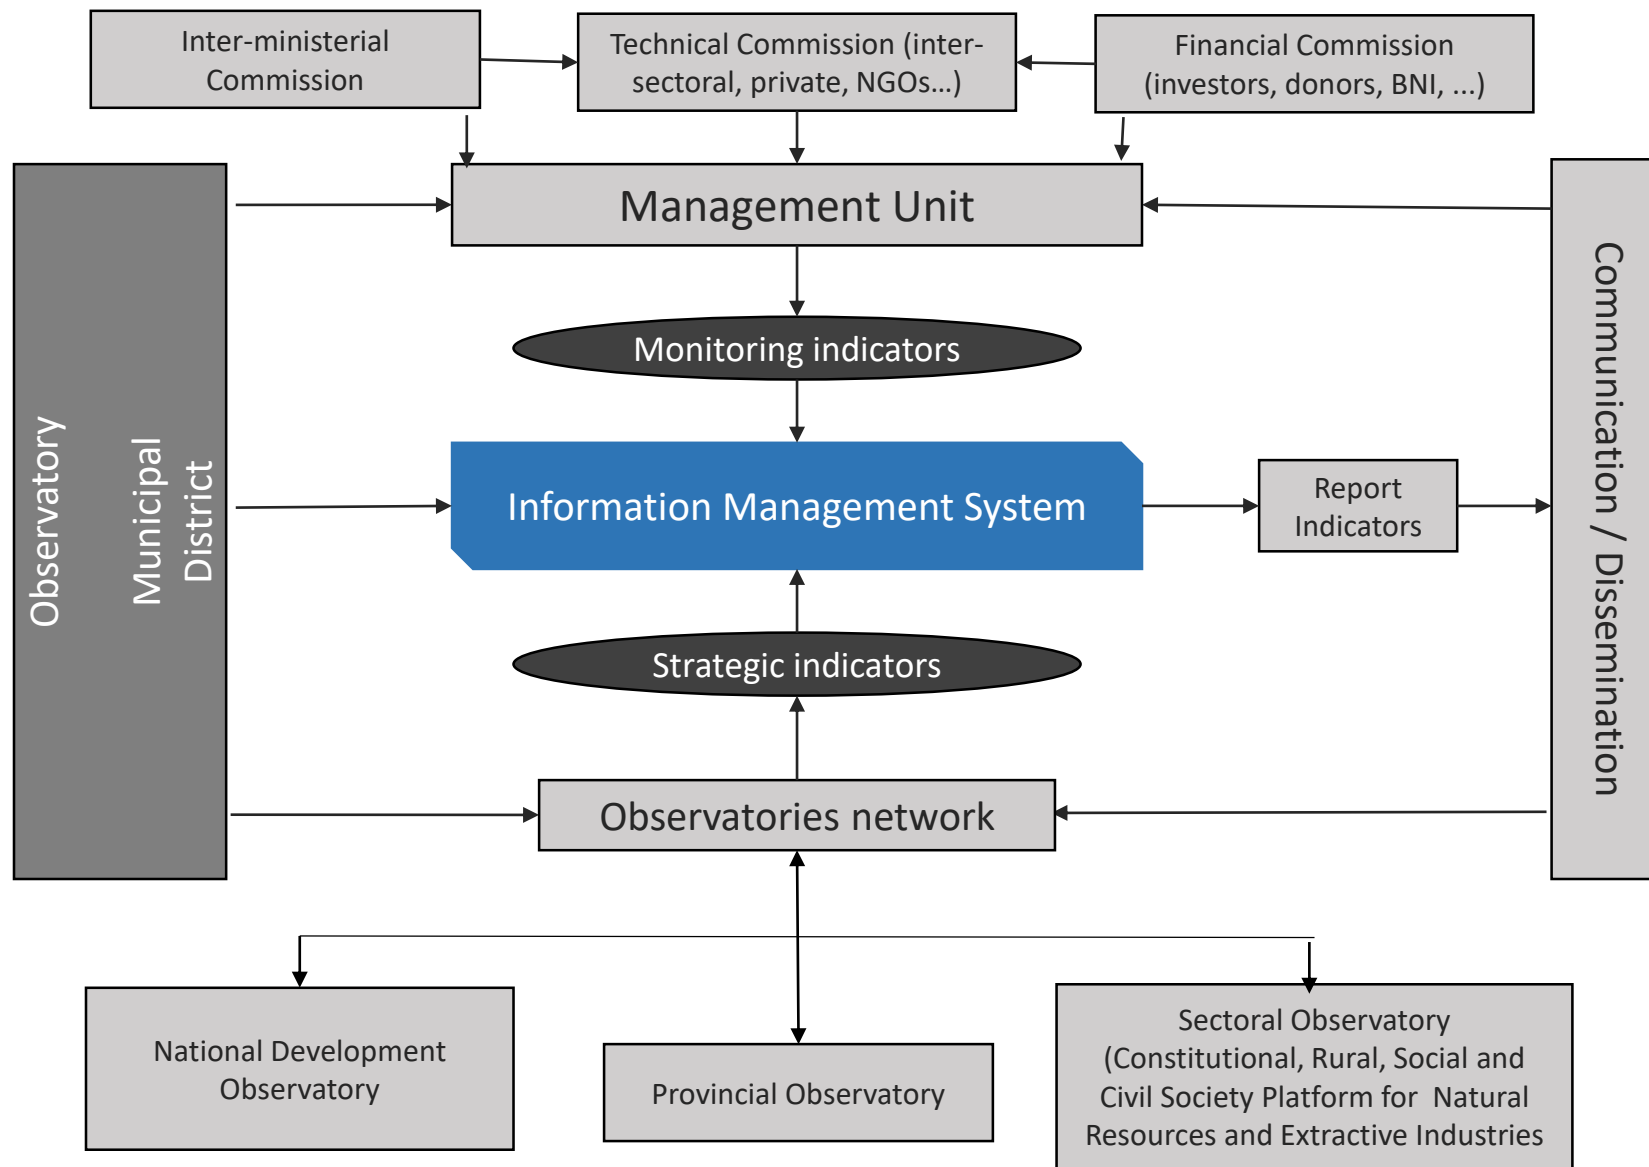 Inter-ministerial
Commission
Technical Commission (inter-
sectoral, private, NGOs...)
Financial Commission
(investors, donors, BNI, ...)
Management Unit
Monitoring indicators
Observatory
Municipal
District
Information Management System
Report
Indicators
Communication / Dissemination
Strategic indicators
Observatories network
National Development
Observatory
Provincial Observatory
Sectoral Observatory
(Constitutional, Rural, Social and
Civil Society Platform for  Natural
Resources and Extractive Industries